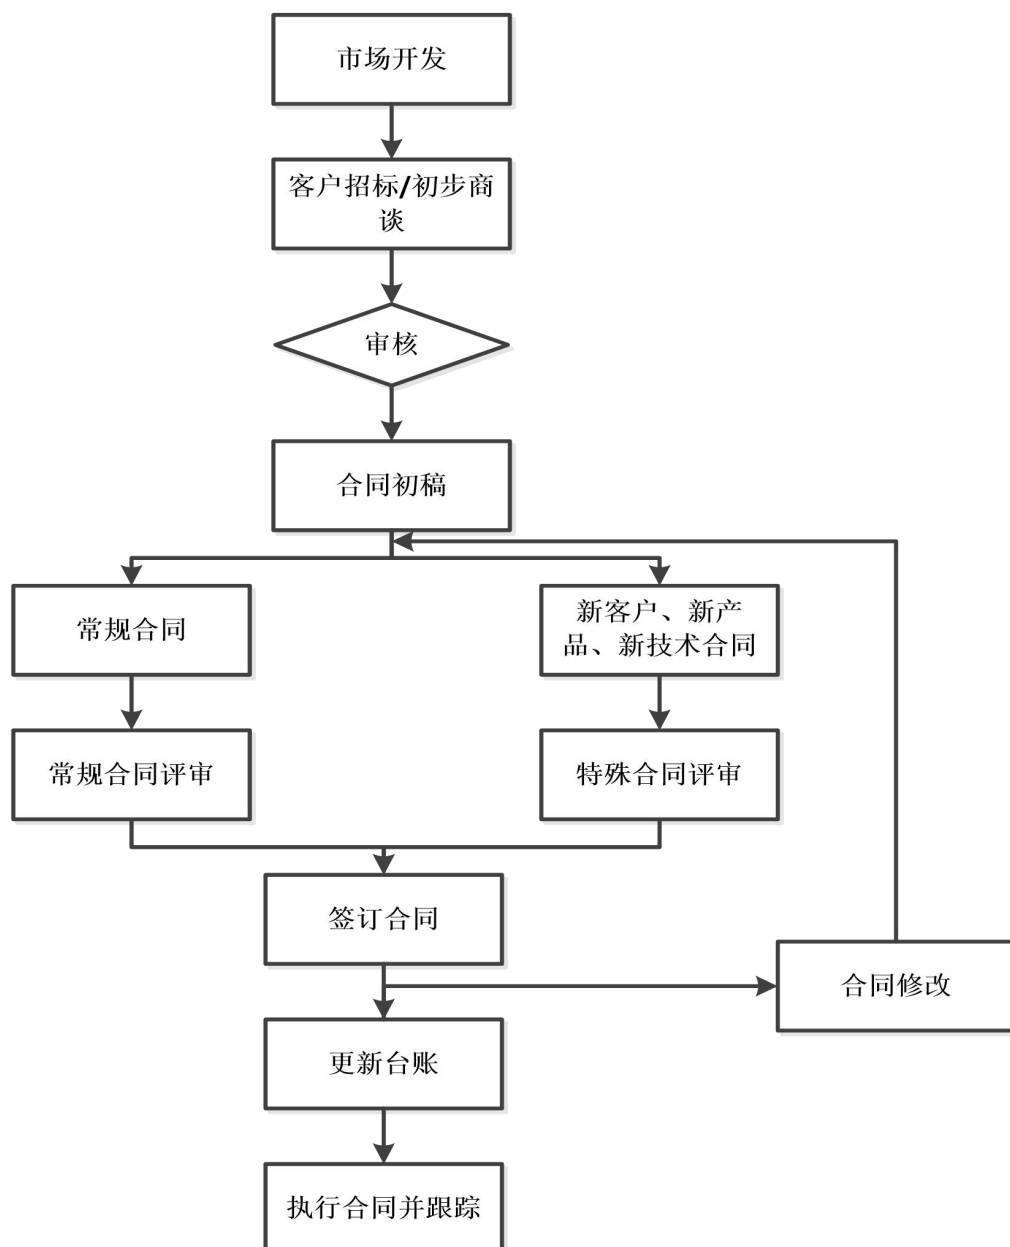 市场开发
客户招标/初步商
谈
审核
合同初稿
常规合同
新客户、新产
品、新技术合同
常规合同评审
特殊合同评审
签订合同
合同修改
更新台账
执行合同并跟踪